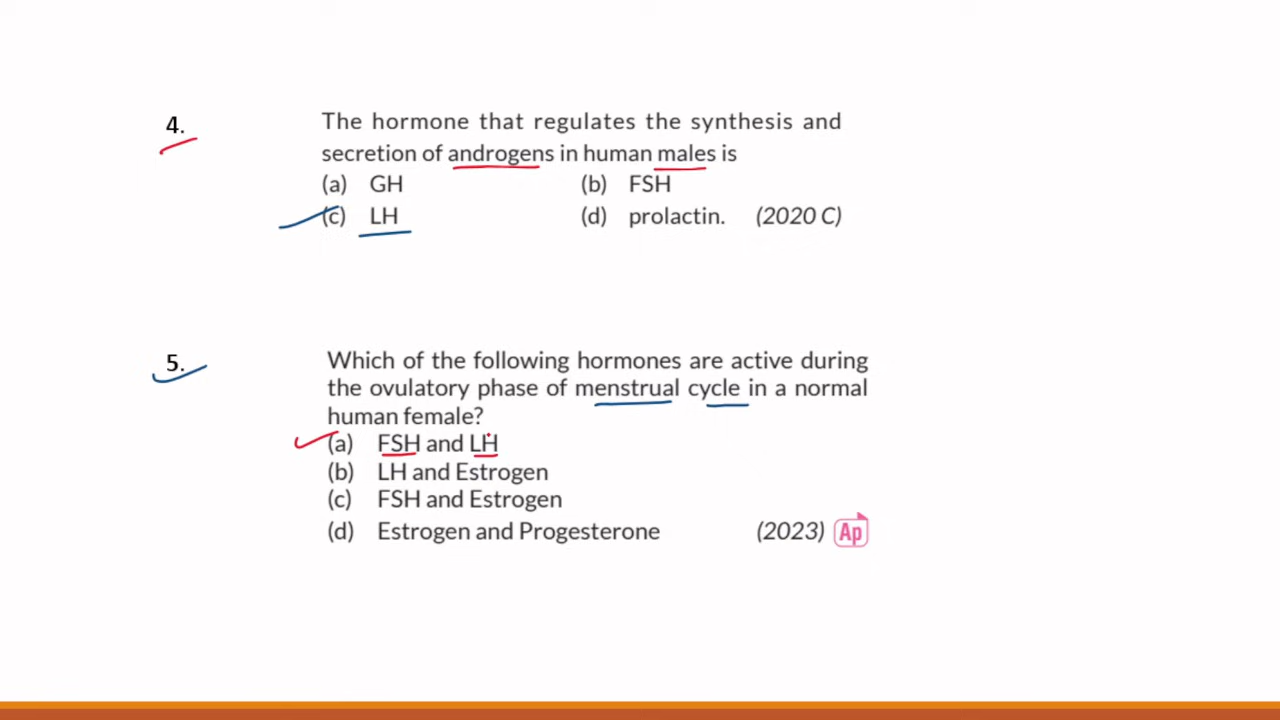 4.
The hormone that regulates the synthesis and
secretion of androgens in human males is
(a) GH (b) FSH
(c) LH (d) prolactin. (2020 C)
5.
Which of the following hormones are active during
the ovulatory phase of menstrual cycle in a normal
human female?
(a) FSH and LH
(b) LH and Estrogen
(c) FSH and Estrogen
(d) Estrogen and Progesterone (2023) Ap